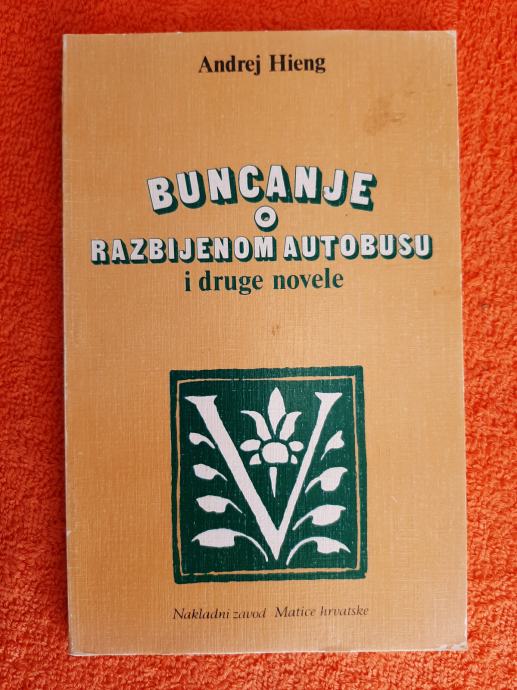 Andrej Hieng
BUNCANJE
O
RAZBIJENOM AUTOBUSU
i druge novele
V
Nakladni zavod Matice hrvatske